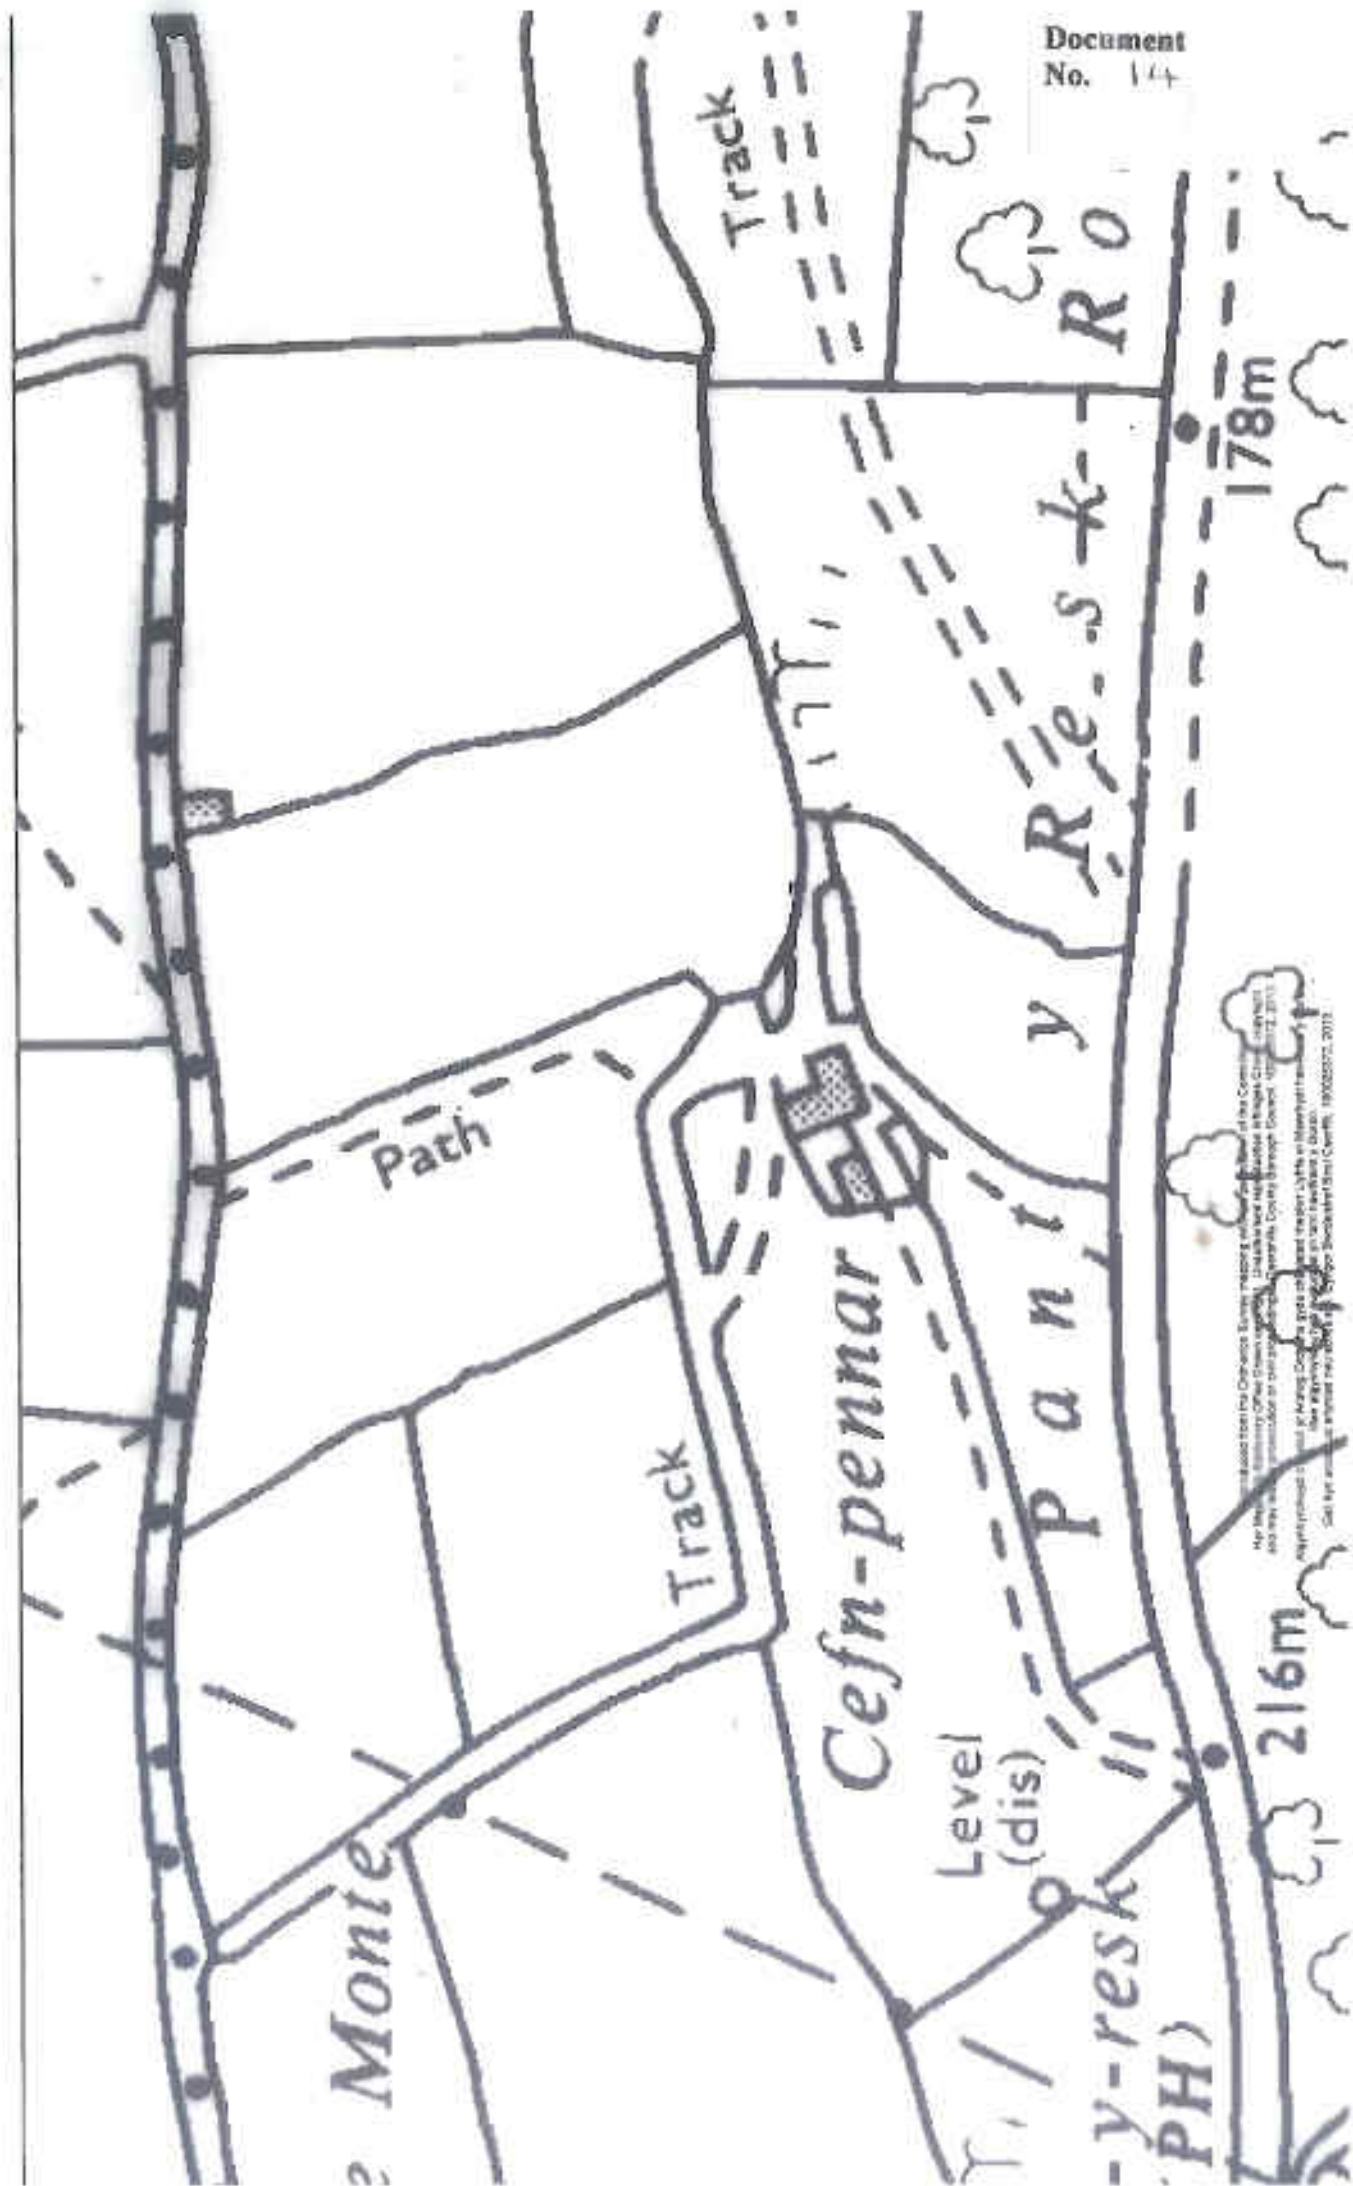 Document
No. 14
Track
Path
Track
Cefn-pennar
Pant y Resk Ro
178m
216m
Level
(dis)
e Monte
-y-resk
PH)